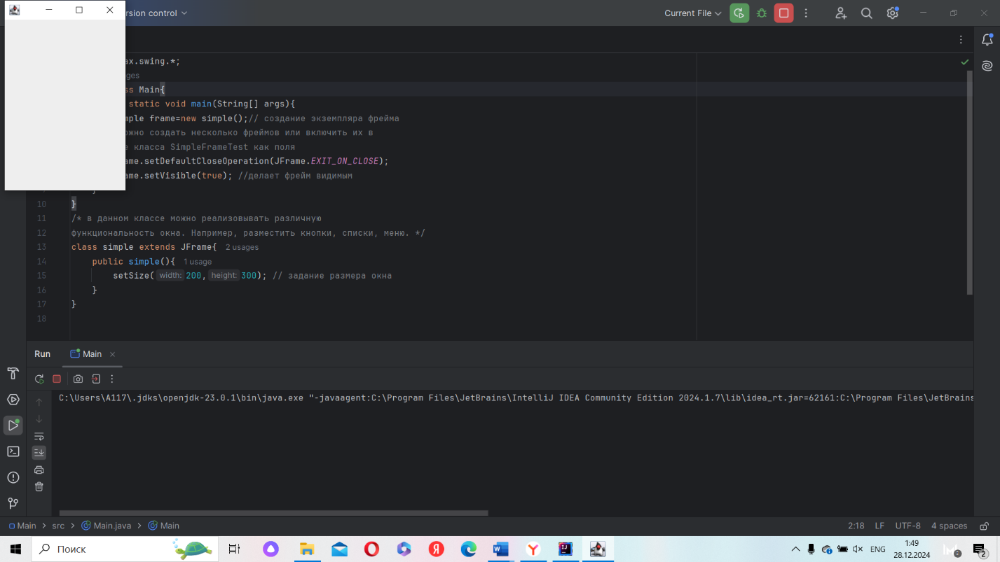 rsion control
Current File
ax.swing.*;
ages
ss Main{
static void main(String[] args){
mple frame=new simple();// создание экземпляра фрейма
ожно создать несколько фреймов или включить их в
е класса SimpleFrameTest как поля
ame.setDefaultCloseOperation(JFrame.EXIT_ON_CLOSE);
ame.setVisible(true); //делает фрейм видимым
}
10 }
11 /* в данном классе можно реализовывать различную
12 функциональность окна. Например, разместить кнопки, списки, меню. */
13 class simple extends JFrame{ 2 usages
14 public simple(){ 1 usage
15 setSize( width: 200, height: 300); // задание размера окна
16 }
17 }
18
Run Main
C:\Users\A117\.jdks\openjdk-23.0.1\bin\java.exe "-javaagent:C:\Program Files\JetBrains\IntelliJ IDEA Community Edition 2024.1.7\lib\idea_rt.jar=62161:C:\Program Files\JetBrains
Main > src > Main.java > Main 2:18 LF UTF-8 4 spaces
Поиск
ENG
1:49
28.12.2024
2